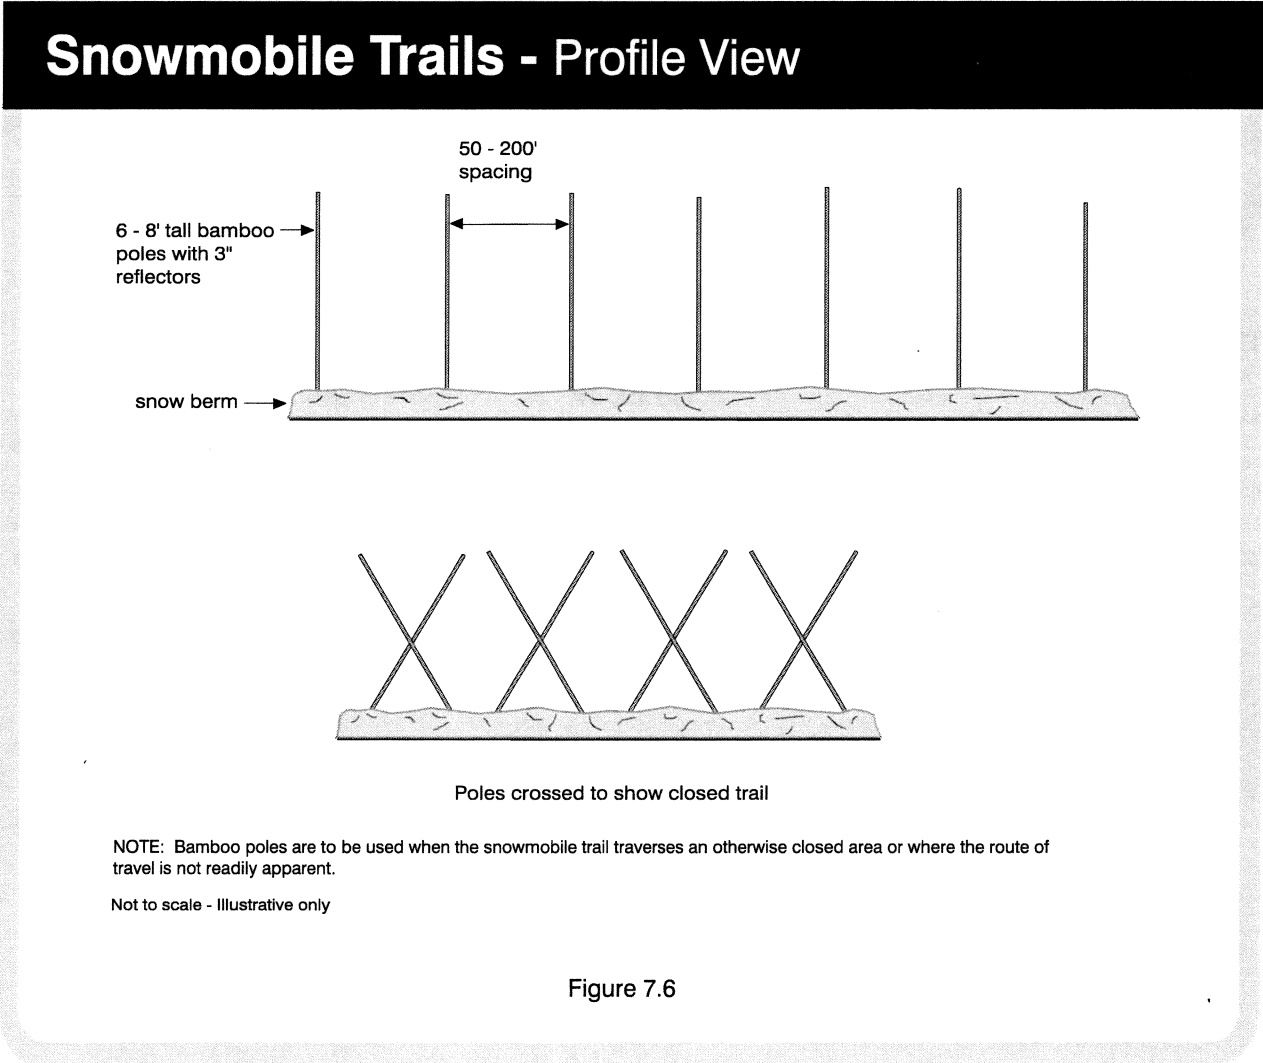 Snowmobile Trails - Profile View
50 - 200'
spacing
6 - 8' tall bamboo
poles with 3"
reflectors
snow berm
Poles crossed to show closed trail
NOTE:  Bamboo poles are to be used when the snowmobile trail traverses an otherwise closed area or where the route of
travel is not readily apparent.
Not to scale - Illustrative only
Figure 7.6